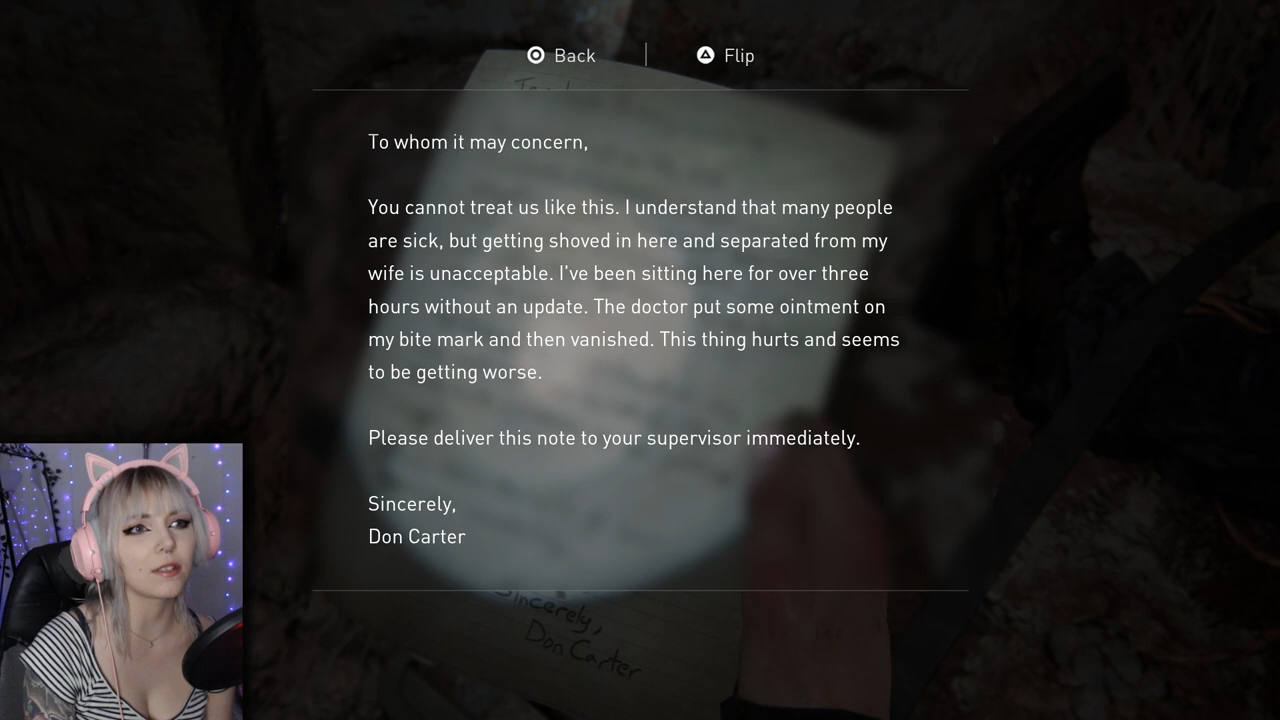 Back | Flip
To whom it may concern,
You cannot treat us like this. I understand that many people
are sick, but getting shoved in here and separated from my
wife is unacceptable. I've been sitting here for over three
hours without an update. The doctor put some ointment on
my bite mark and then vanished. This thing hurts and seems
to be getting worse.
Please deliver this note to your supervisor immediately.
Sincerely,
Don Carter
Sincerely,
Don Carter